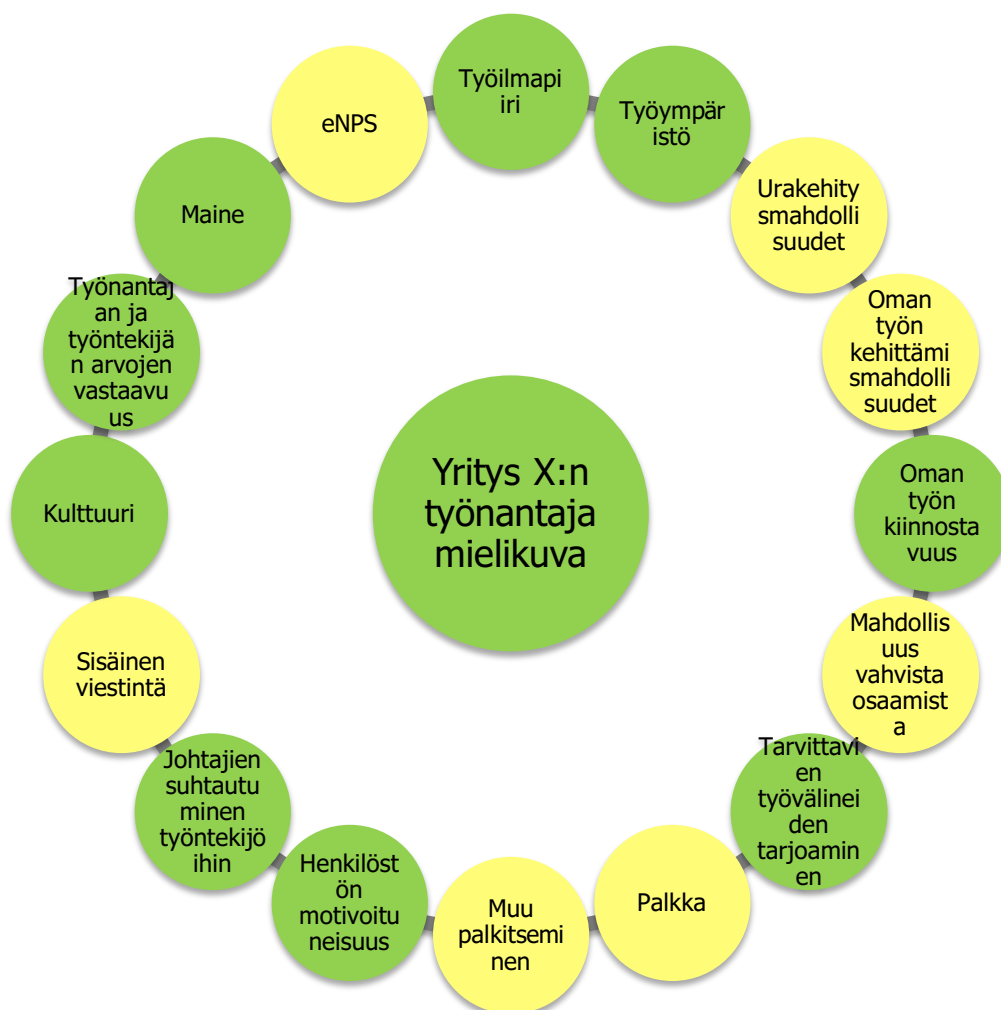 Työilmapi
iri
Työympär
istö
Urakehity
smahdolli
suudet
Oman
työn
kehittämi
smahdolli
suudet
Oman
työn
kiinnosta
vuus
Mahdollis
uus
vahvista
osaamist
a
Tarvittavi
en
työvälinei
den
tarjoamin
en
Palkka
Muu
palkitsemi
nen
Henkilöst
ön
motivoitu
neisuus
Johtajien
suhtautu
minen
työntekijö
ihin
Sisäinen
viestintä
Kulttuuri
Työnantaj
an ja
työntekijä
n arvojen
vastaavu
us
Maine
eNPS
Yritys X:n
työnantaja
mielikuva